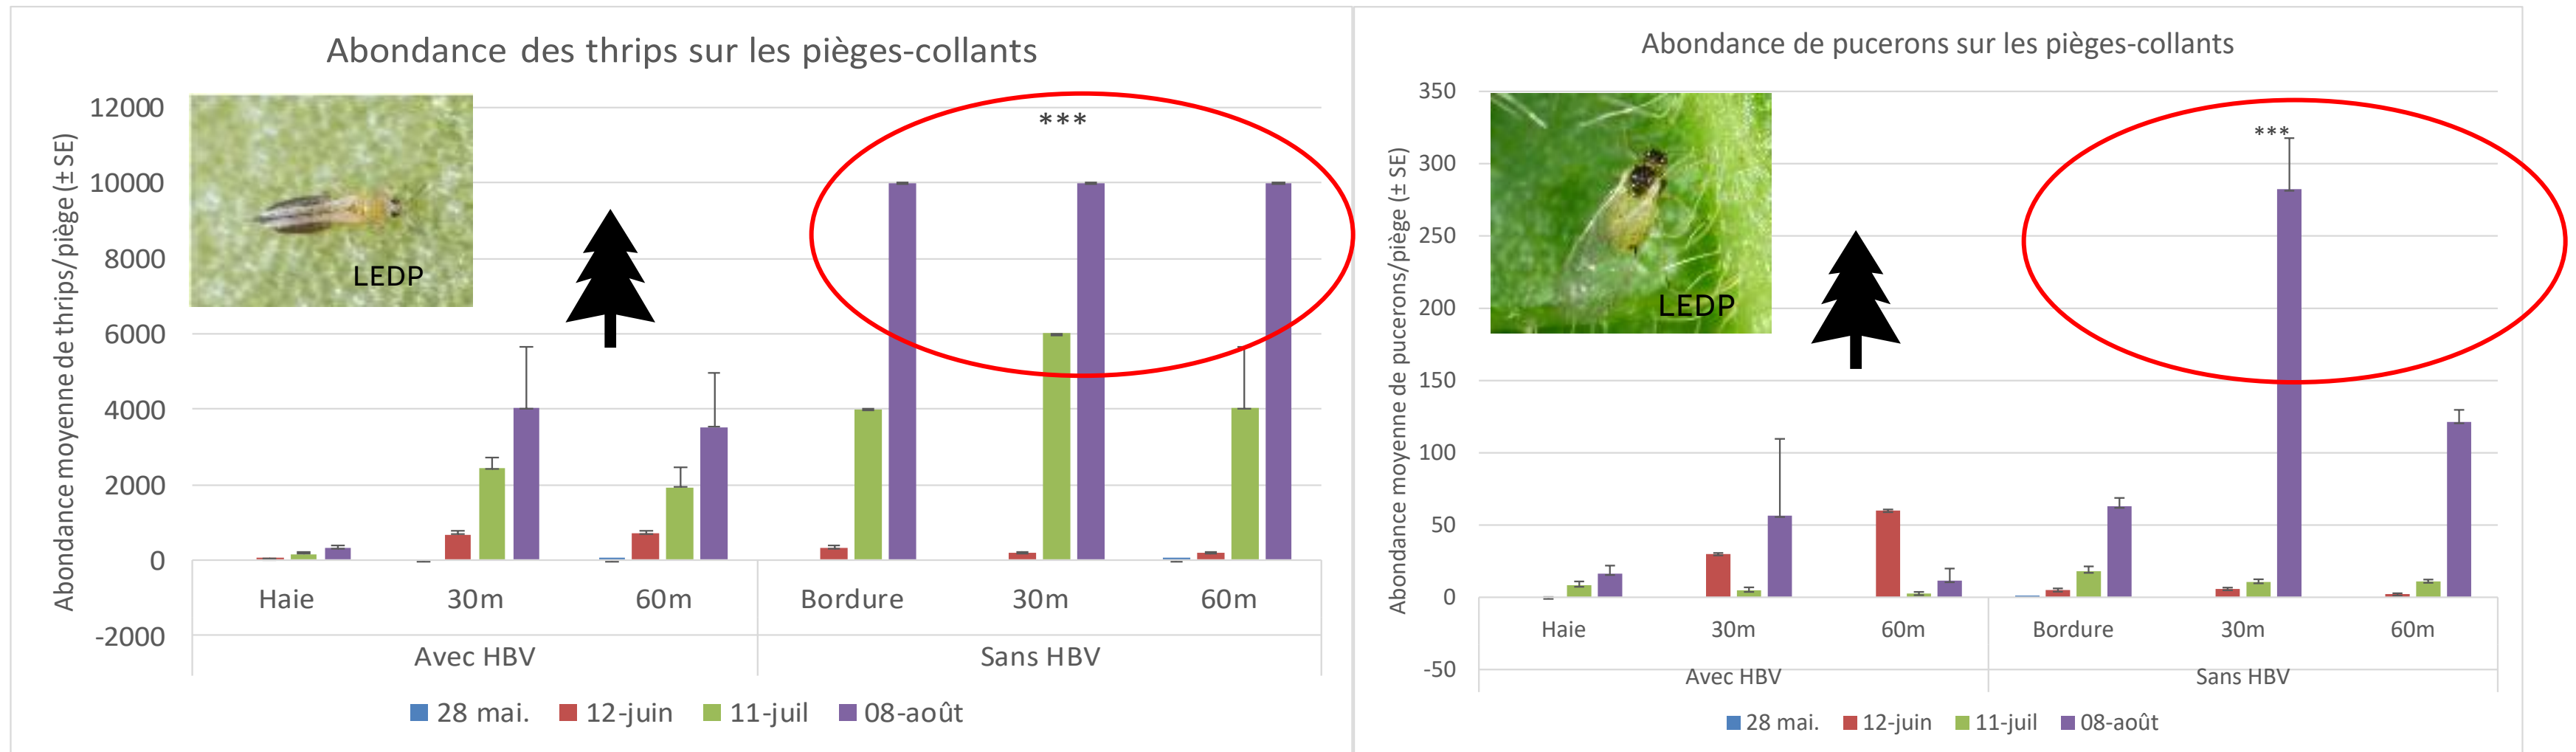 Abondance des thrips sur les pièges-collants
Abondance moyenne de thrips/piège (± SE)
12000
10000
8000
6000
4000
2000
0
-2000
LEDP
***
Haie 30m 60m Bordure 30m 60m
Avec HBV Sans HBV
28 mai. 12-juin 11-juil 08-août
Abondance de pucerons sur les pièges-collants
Abondance moyenne de pucerons/piège (± SE)
350
300
250
200
150
100
50
0
-50
LEDP
***
Haie 30m 60m Bordure 30m 60m
Avec HBV Sans HBV
28 mai. 12-juin 11-juil 08-août